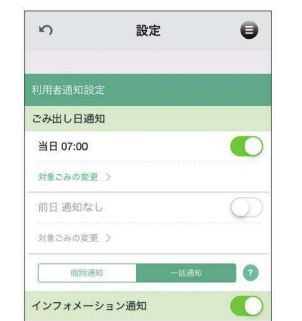 設定
利用者通知設定
ごみ出し日通知
当日 07:00
対象ごみの変更 >
前日 通知なし
対象ごみの変更 >
個別通知 一括通知 ?
インフォメーション通知